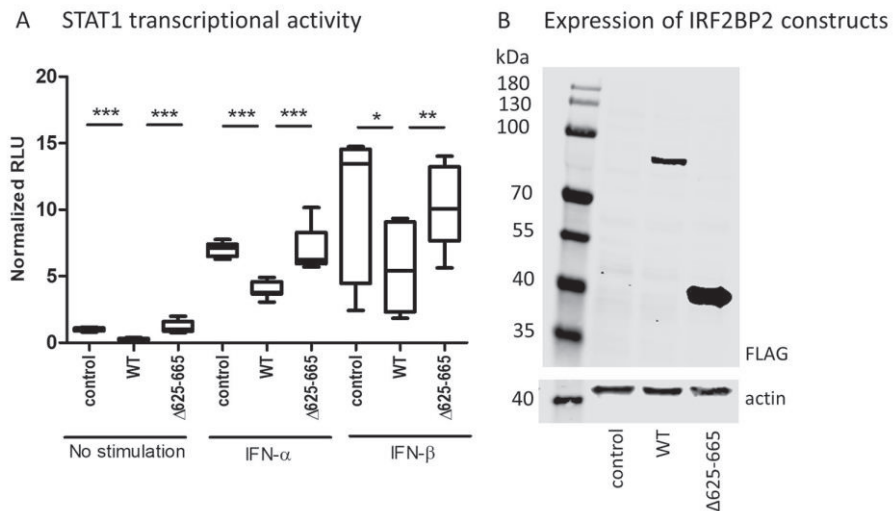 A STAT1 transcriptional activity
Normalized RLU
20
15
10
5
0
*** *** *** *** * **
control WT Δ625-665 control WT Δ625-665 control WT Δ625-665
No stimulation IFN-α IFN-β
B Expression of IRF2BP2 constructs
kDa
180
130
100
70
55
40
35
FLAG
40
actin
control WT Δ625-665